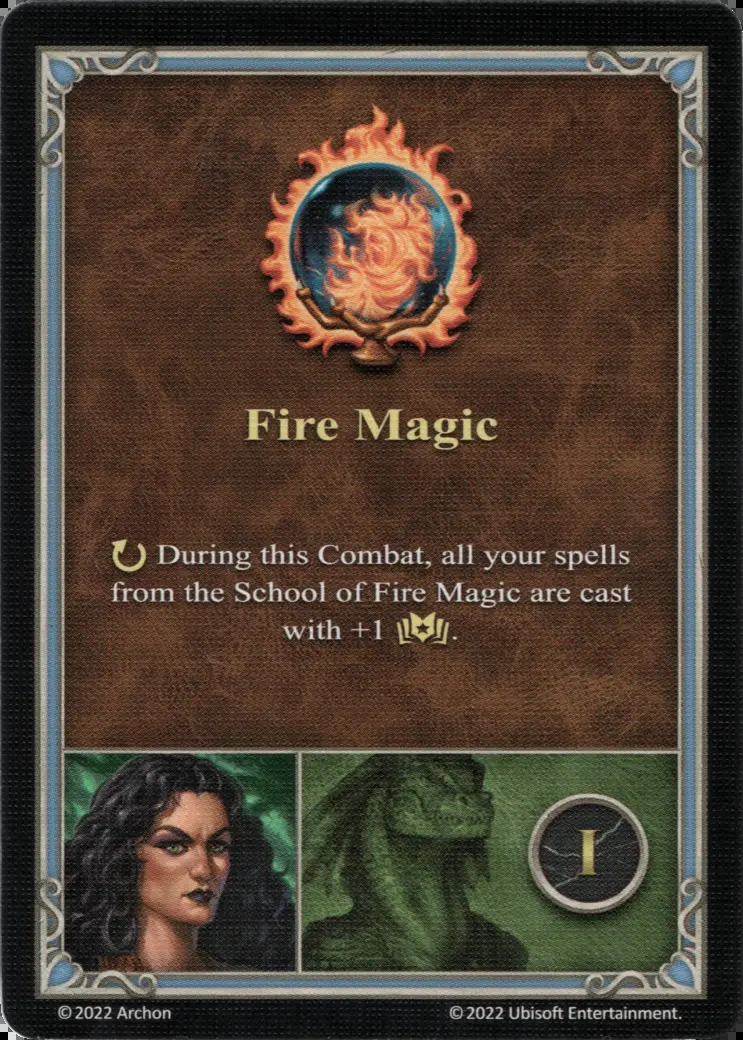 Fire Magic
During this Combat, all your spells
from the School of Fire Magic are cast
with +1 .
I
© 2022 Archon
© 2022 Ubisoft Entertainment.